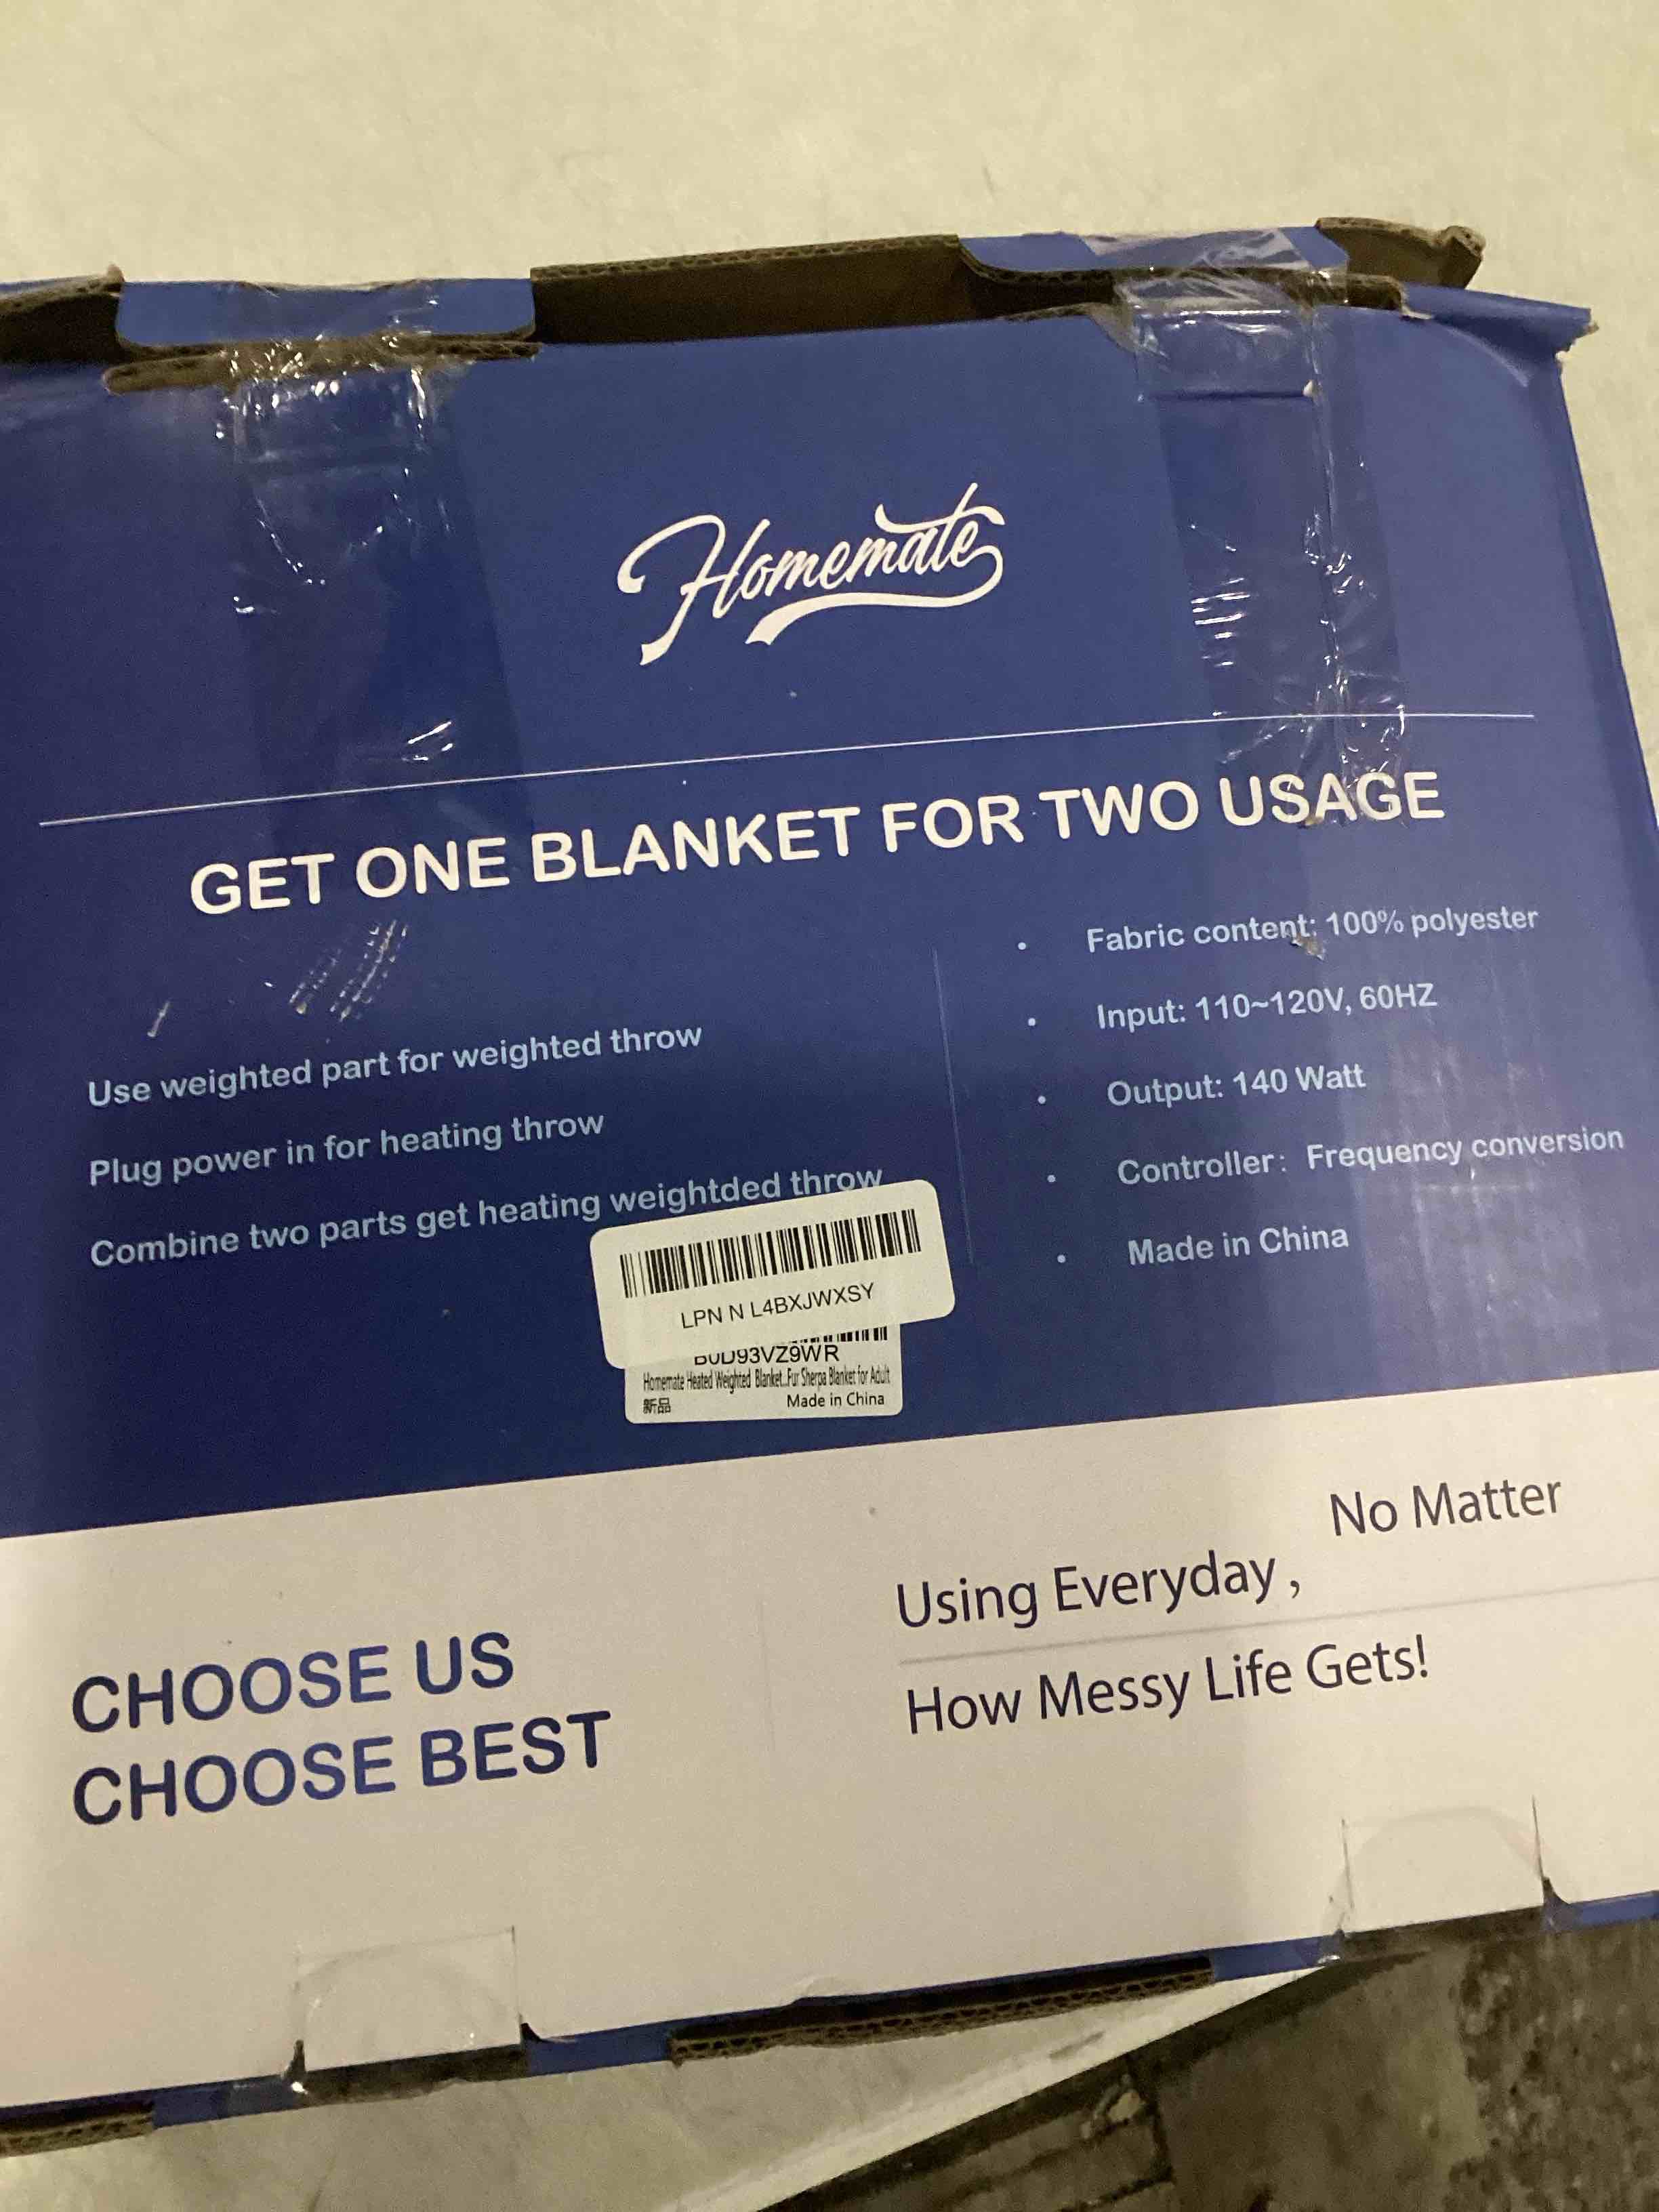 Homemate
GET ONE BLANKET FOR TWO USAGE
Use weighted part for weighted throw
Plug power in for heating throw
Combine two parts get heating weightded throw
• Fabric content: 100% polyester
• Input: 110~120V, 60HZ
• Output: 140 Watt
• Controller: Frequency conversion
• Made in China
LPN N L4BXJWXSY
B0D93VZ9WR
Homemate Heated Weighted Blanket...Fur Sherpa Blanket for Adult
新品 Made in China
CHOOSE US
CHOOSE BEST
No Matter
Using Everyday,
How Messy Life Gets!